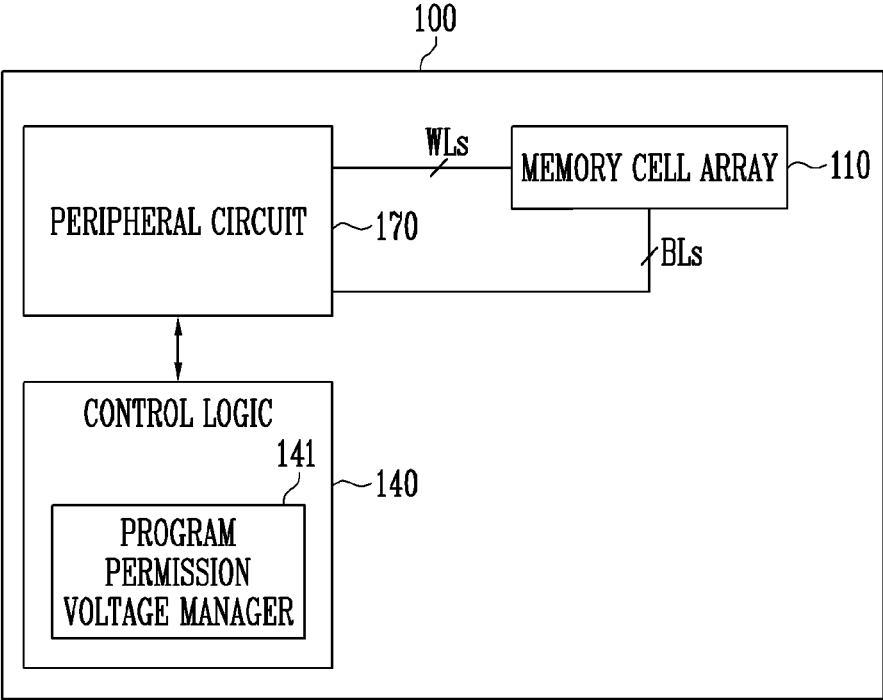 100
PERIPHERAL CIRCUIT
170
WLs
MEMORY CELL ARRAY
110
BLs
CONTROL LOGIC
140
141
PROGRAM
PERMISSION
VOLTAGE MANAGER